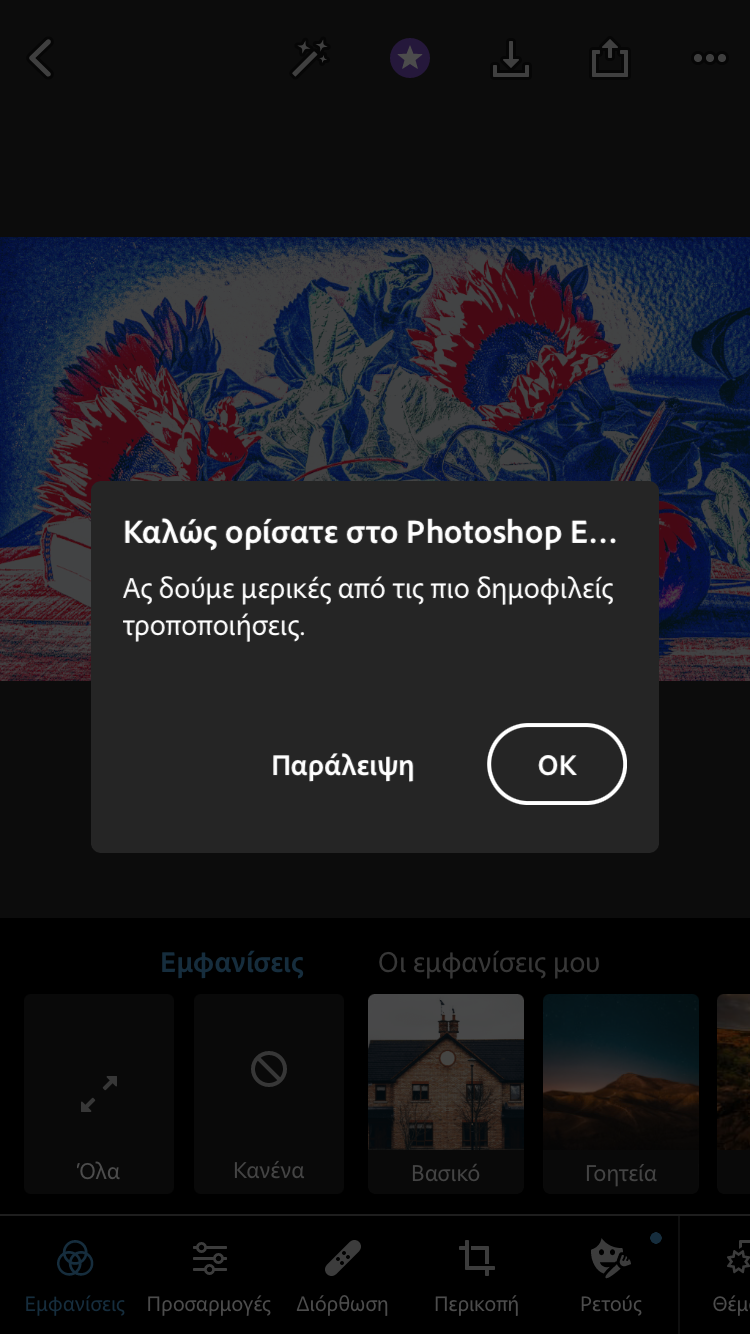 Καλώς ορίσατε στο Photoshop E...
Ας δούμε μερικές από τις πιο δημοφιλείς
τροποποιήσεις.
Παράλειψη
OK
Εμφανίσεις
Οι εμφανίσεις μου
Όλα
Κανένα
Βασικό
Γοητεία
Εμφανίσεις
Προσαρμογές
Διόρθωση
Περικοπή
Ρετούς